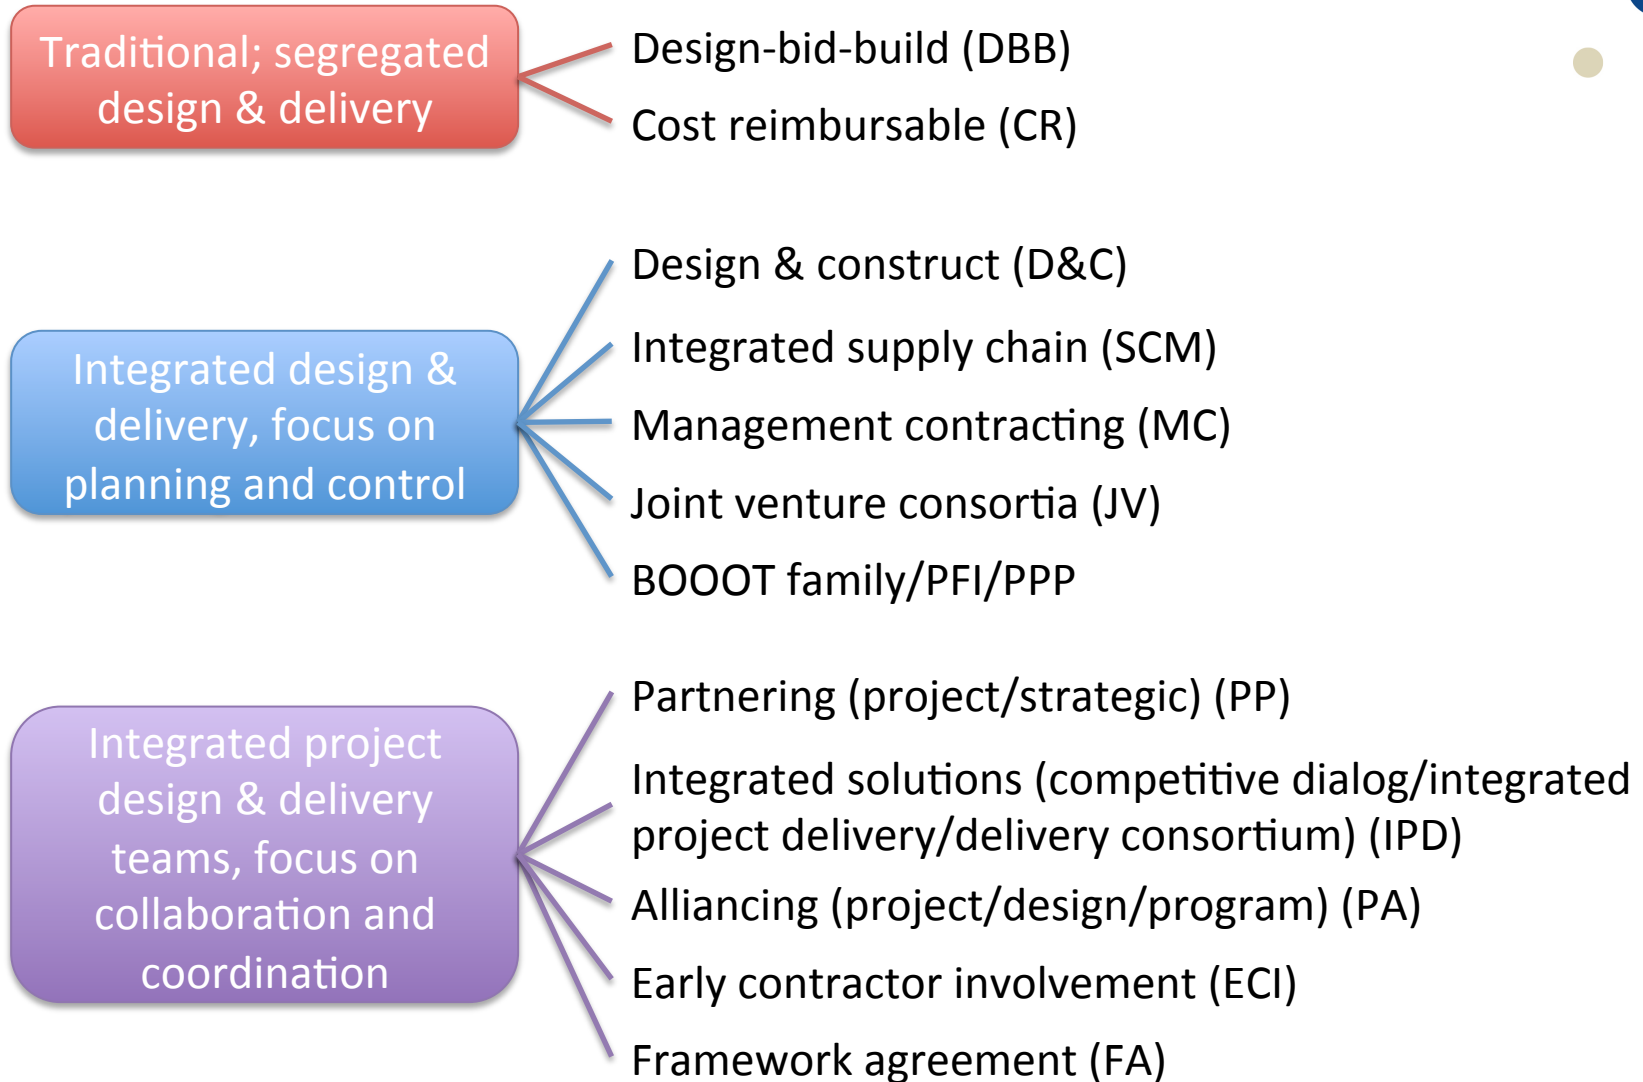 Traditional; segregated
design & delivery
Design-bid-build (DBB)
Cost reimbursable (CR)
Integrated design &
delivery, focus on
planning and control
Design & construct (D&C)
Integrated supply chain (SCM)
Management contracting (MC)
Joint venture consortia (JV)
BOOOT family/PFI/PPP
Integrated project
design & delivery
teams, focus on
collaboration and
coordination
Partnering (project/strategic) (PP)
Integrated solutions (competitive dialog/integrated
project delivery/delivery consortium) (IPD)
Alliancing (project/design/program) (PA)
Early contractor involvement (ECI)
Framework agreement (FA)